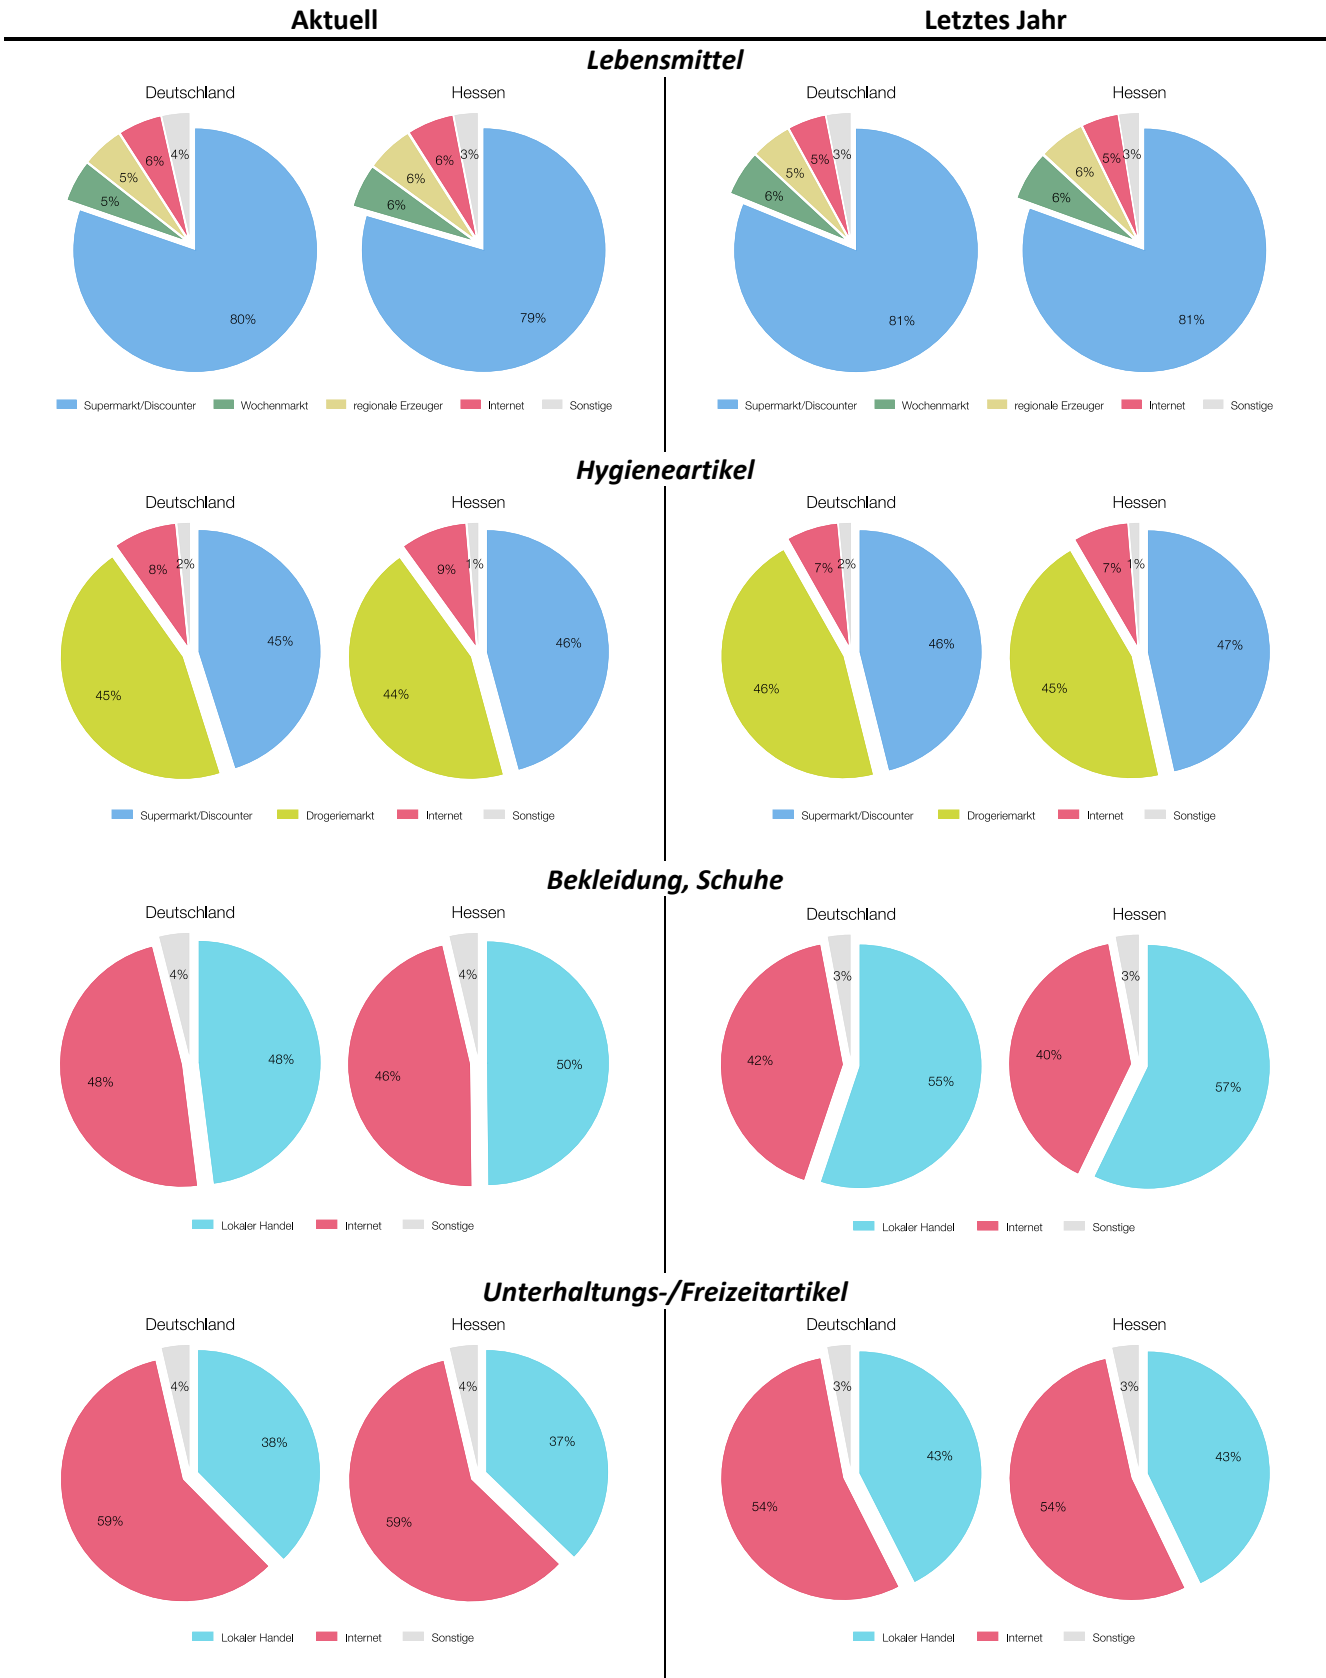 Aktuell Letztes Jahr
Lebensmittel
Deutschland Hessen Deutschland Hessen
4% 6% 5% 5% 80%
3% 6% 6% 6% 79%
3% 5% 5% 6% 81%
3% 5% 6% 6% 81%
Supermarkt/Discounter Wochenmarkt regionale Erzeuger Internet Sonstige
Supermarkt/Discounter Wochenmarkt regionale Erzeuger Internet Sonstige
Hygieneartikel
Deutschland Hessen Deutschland Hessen
2% 8% 45% 45%
1% 9% 46% 44%
2% 7% 46% 46%
1% 7% 47% 45%
Supermarkt/Discounter Drogeriemarkt Internet Sonstige
Supermarkt/Discounter Drogeriemarkt Internet Sonstige
Bekleidung, Schuhe
Deutschland Hessen Deutschland Hessen
4% 48% 48%
4% 46% 50%
3% 42% 55%
3% 40% 57%
Lokaler Handel Internet Sonstige
Lokaler Handel Internet Sonstige
Unterhaltungs-/Freizeitartikel
Deutschland Hessen Deutschland Hessen
4% 38% 59%
4% 37% 59%
3% 43% 54%
3% 43% 54%
Lokaler Handel Internet Sonstige
Lokaler Handel Internet Sonstige